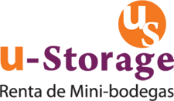 us
u-Storage
Renta de Mini-bodegas